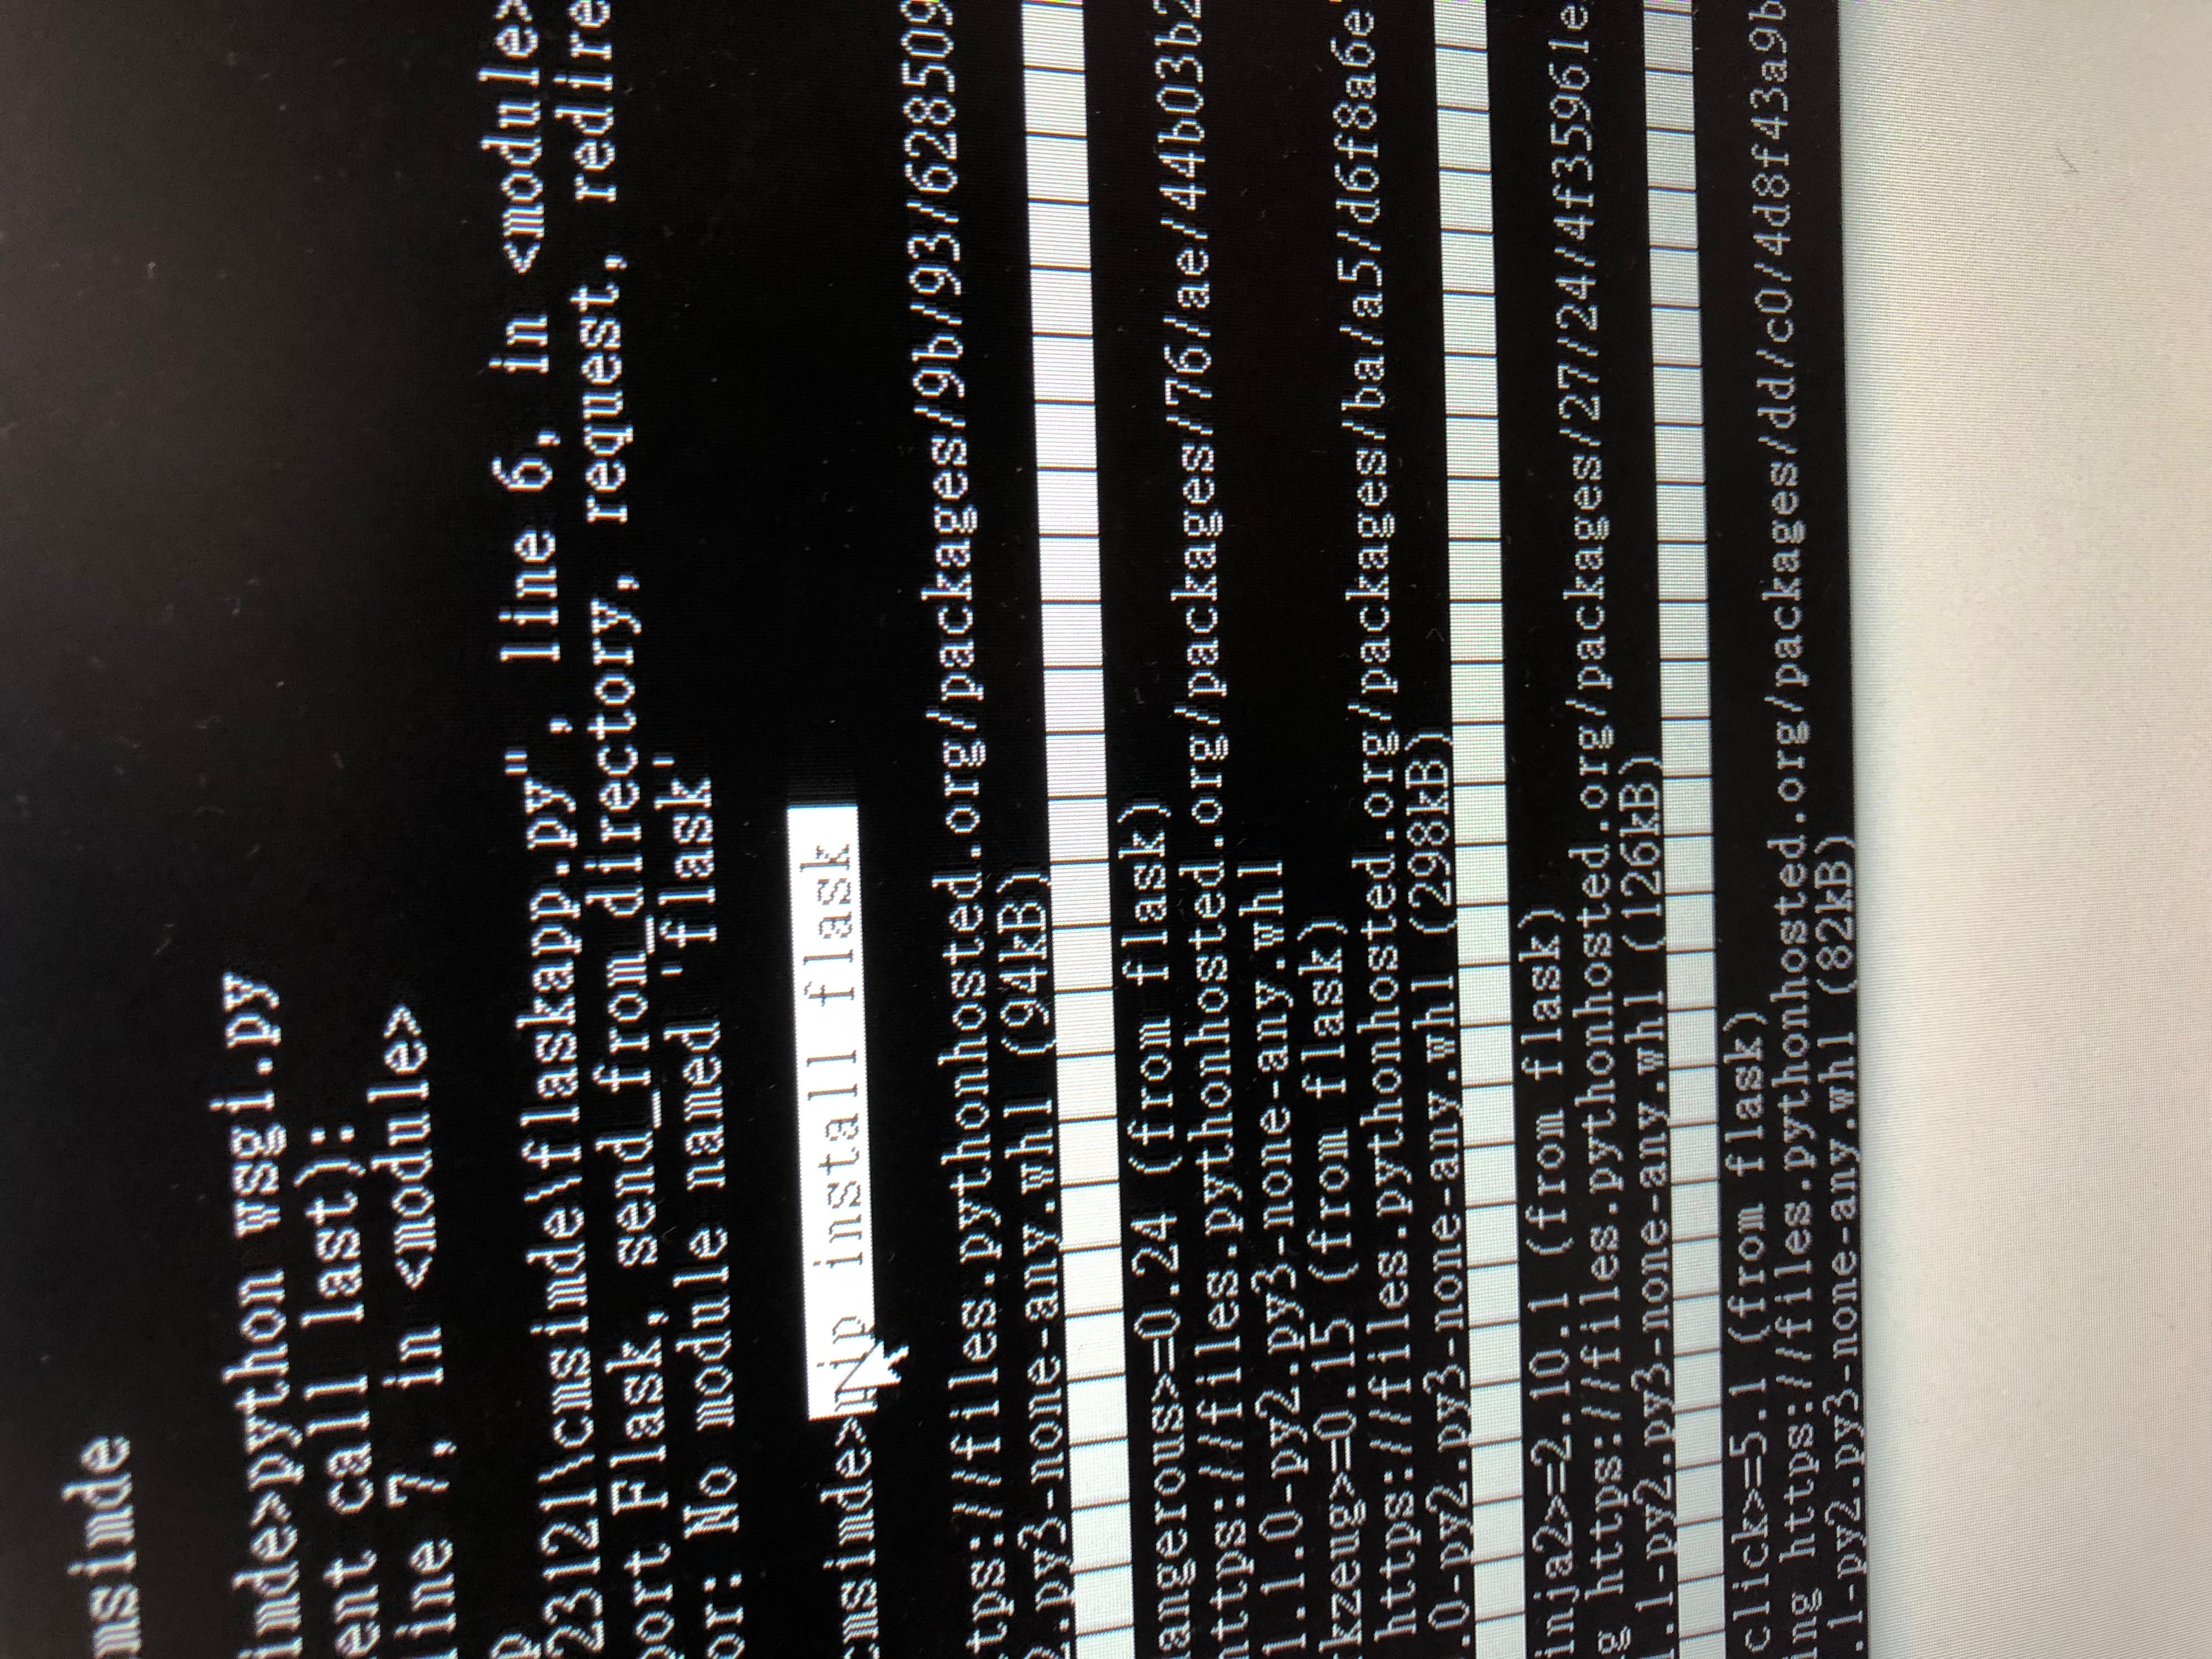 msimde
imde>python wsgi.py
ent call last):
line 7, in <module>
p
23121\cmsimde\flaskapp.py", line 6, in <module>
port Flask, send_from_directory, request, redire
or: No module named 'flask'
cmsimde>pip install flask
tps://files.pythonhosted.org/packages/9b/93/628509
2.py3-none-any.whl (94kB)
dangerous>=0.24 (from flask)
https://files.pythonhosted.org/packages/76/ae/44b03b2
1.1.0-py2.py3-none-any.whl
rkzeug>=0.15 (from flask)
https://files.pythonhosted.org/packages/ba/a5/d6f8a6e
.0-py2.py3-none-any.whl (298kB)
inja2>=2.10.1 (from flask)
g https://files.pythonhosted.org/packages/27/24/4f35961e
1.1-py2.py3-none-any.whl (126kB)
click>=5.1 (from flask)
ing https://files.pythonhosted.org/packages/dd/c0/4d8f43a9b
.1-py2.py3-none-any.whl (82kB)